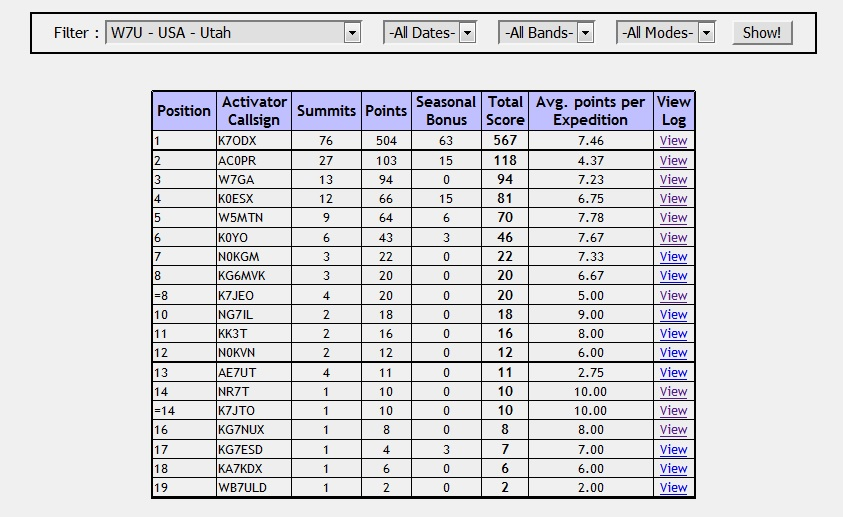 Filter : W7U - USA - Utah -All Dates- -All Bands- -All Modes- Show!
Position Activator Callsign Summits Points Seasonal Bonus Total Score Avg. points per Expedition View Log
1 K7ODX 76 504 63 567 7.46 View
2 AC0PR 27 103 15 118 4.37 View
3 W7GA 13 94 0 94 7.23 View
4 K0ESX 12 66 15 81 6.75 View
5 W5MTN 9 64 6 70 7.78 View
6 K0YO 6 43 3 46 7.67 View
7 N0KGM 3 22 0 22 7.33 View
8 KG6MVK 3 20 0 20 6.67 View
=8 K7JEO 4 20 0 20 5.00 View
10 NG7IL 2 18 0 18 9.00 View
11 KK3T 2 16 0 16 8.00 View
12 N0KVN 2 12 0 12 6.00 View
13 AE7UT 4 11 0 11 2.75 View
14 NR7T 1 10 0 10 10.00 View
=14 K7JTO 1 10 0 10 10.00 View
16 KG7NUX 1 8 0 8 8.00 View
17 KG7ESD 1 4 3 7 7.00 View
18 KA7KDX 1 6 0 6 6.00 View
19 WB7ULD 1 2 0 2 2.00 View